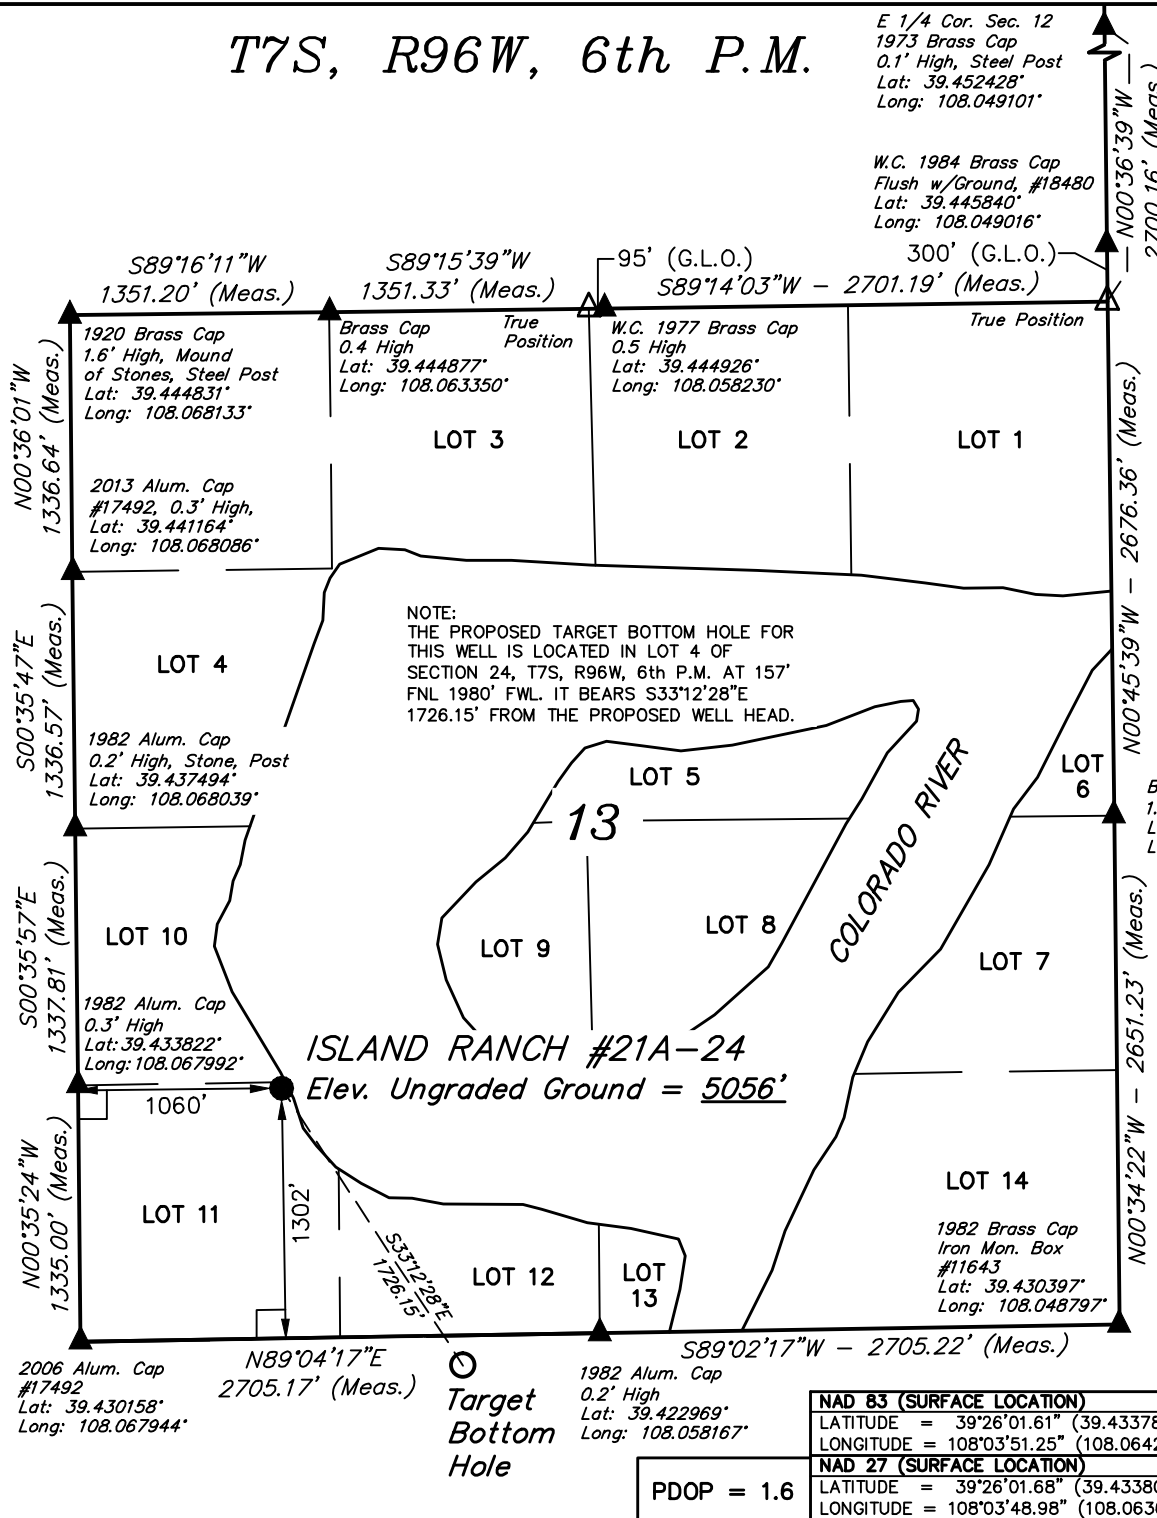 T7S, R96W, 6th P.M.
E 1/4 Cor. Sec. 12
1973 Brass Cap
0.1' High, Steel Post
Lat: 39.452428°
Long: 108.049101°
N00°36'39"W —
2700.16' (Meas.)
W.C. 1984 Brass Cap
Flush w/Ground, #18480
Lat: 39.445840°
Long: 108.049016°
S89°16'11"W
1351.20' (Meas.)
S89°15'39"W
1351.33' (Meas.)
95' (G.L.O.)
300' (G.L.O.)
S89°14'03"W – 2701.19' (Meas.)
1920 Brass Cap
1.6' High, Mound
of Stones, Steel Post
Lat: 39.444831°
Long: 108.068133°
Brass Cap
0.4 High
Lat: 39.444877°
Long: 108.063350°
True
Position
W.C. 1977 Brass Cap
0.5 High
Lat: 39.444926°
Long: 108.058230°
True Position
N00°36'01"W
1336.64' (Meas.)
LOT 3
LOT 2
LOT 1
N00°45'39"W – 2676.36' (Meas.)
2013 Alum. Cap
#17492, 0.3' High,
Lat: 39.441164°
Long: 108.068086°
NOTE:
THE PROPOSED TARGET BOTTOM HOLE FOR
THIS WELL IS LOCATED IN LOT 4 OF
SECTION 24, T7S, R96W, 6th P.M. AT 157'
FNL 1980' FWL. IT BEARS S33°12'28"E
1726.15' FROM THE PROPOSED WELL HEAD.
S00°35'47"E
1336.57' (Meas.)
LOT 4
1982 Alum. Cap
0.2' High, Stone, Post
Lat: 39.437494°
Long: 108.068039°
LOT 5
LOT
6
13
COLORADO RIVER
B
1.
L
L
S00°35'57"E
1337.81' (Meas.)
LOT 10
LOT 9
LOT 8
LOT 7
N00°34'22"W – 2651.23' (Meas.)
1982 Alum. Cap
0.3' High
Lat: 39.433822°
Long: 108.067992°
ISLAND RANCH #21A–24
Elev. Ungraded Ground = 5056'
1060'
1302'
N00°35'24"W
1335.00' (Meas.)
LOT 11
S33°12'28"E
1726.15'
LOT 12
LOT
13
LOT 14
1982 Brass Cap
Iron Mon. Box
#11643
Lat: 39.430397°
Long: 108.048797°
2006 Alum. Cap
#17492
Lat: 39.430158°
Long: 108.067944°
N89°04'17"E
2705.17' (Meas.)
Target
Bottom
Hole
1982 Alum. Cap
0.2' High
Lat: 39.422969°
Long: 108.058167°
S89°02'17"W – 2705.22' (Meas.)
PDOP = 1.6
NAD 83 (SURFACE LOCATION)
LATITUDE = 39°26'01.61" (39.43378
LONGITUDE = 108°03'51.25" (108.0642
NAD 27 (SURFACE LOCATION)
LATITUDE = 39°26'01.68" (39.43380
LONGITUDE = 108°03'48.98" (108.0636